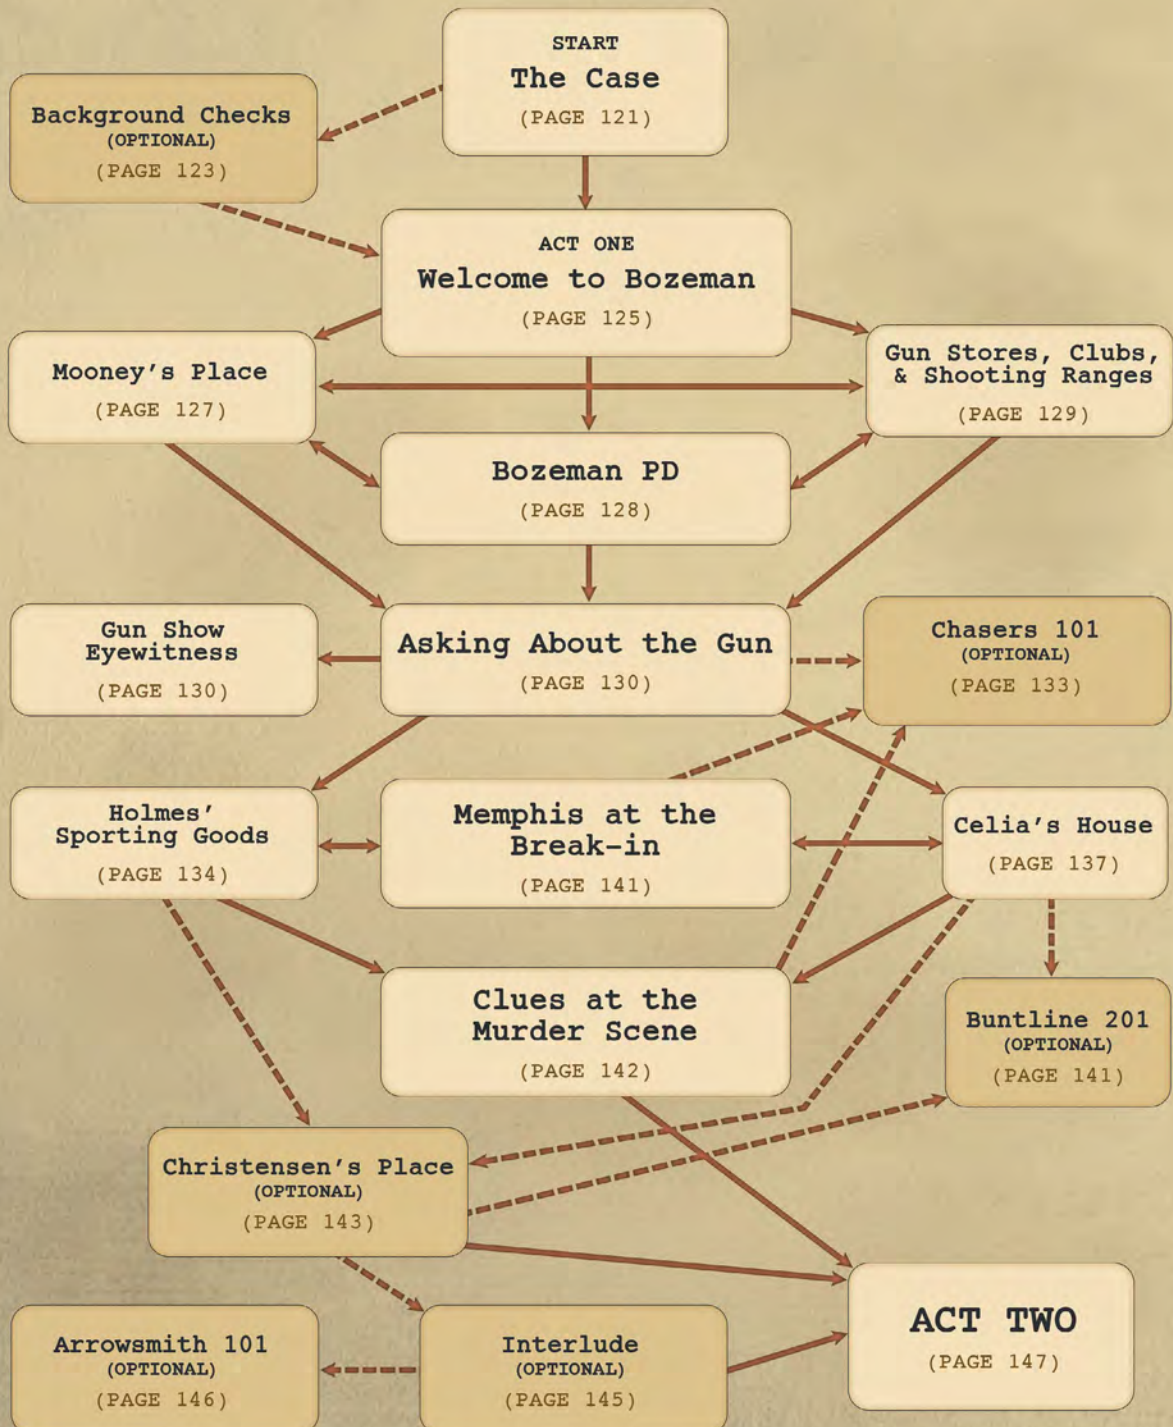 START
The Case
(PAGE 121)
Background Checks
(OPTIONAL)
(PAGE 123)
ACT ONE
Welcome to Bozeman
(PAGE 125)
Mooney's Place
(PAGE 127)
Gun Stores, Clubs,
& Shooting Ranges
(PAGE 129)
Bozeman PD
(PAGE 128)
Gun Show
Eyewitness
(PAGE 130)
Asking About the Gun
(PAGE 130)
Chasers 101
(OPTIONAL)
(PAGE 133)
Holmes'
Sporting Goods
(PAGE 134)
Memphis at the
Break-in
(PAGE 141)
Celia's House
(PAGE 137)
Clues at the
Murder Scene
(PAGE 142)
Buntline 201
(OPTIONAL)
(PAGE 141)
Christensen's Place
(OPTIONAL)
(PAGE 143)
Arrowsmith 101
(OPTIONAL)
(PAGE 146)
Interlude
(OPTIONAL)
(PAGE 145)
ACT TWO
(PAGE 147)